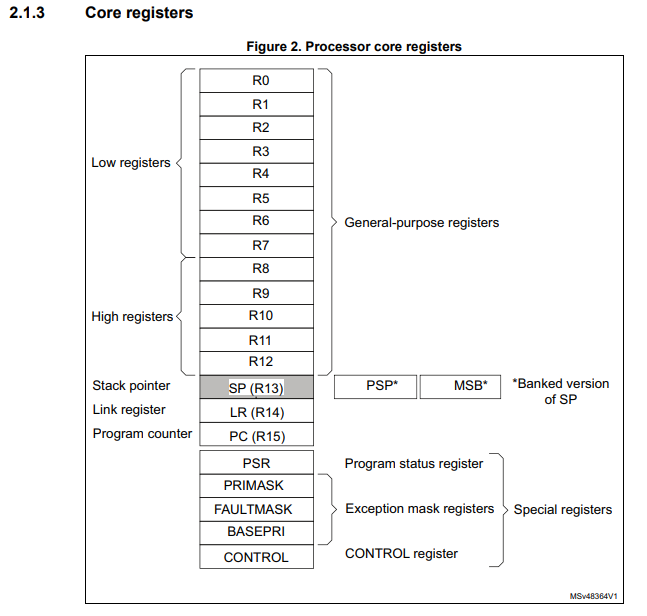 2.1.3 Core registers
Figure 2. Processor core registers
R0
R1
R2
R3
Low registers
R4
R5
R6
General-purpose registers
R7
R8
R9
High registers
R10
R11
R12
Stack pointer SP (R13) PSP* MSB* *Banked version
of SP
Link register LR (R14)
Program counter PC (R15)
PSR Program status register
PRIMASK
FAULTMASK Exception mask registers Special registers
BASEPRI
CONTROL CONTROL register
MSv48364V1